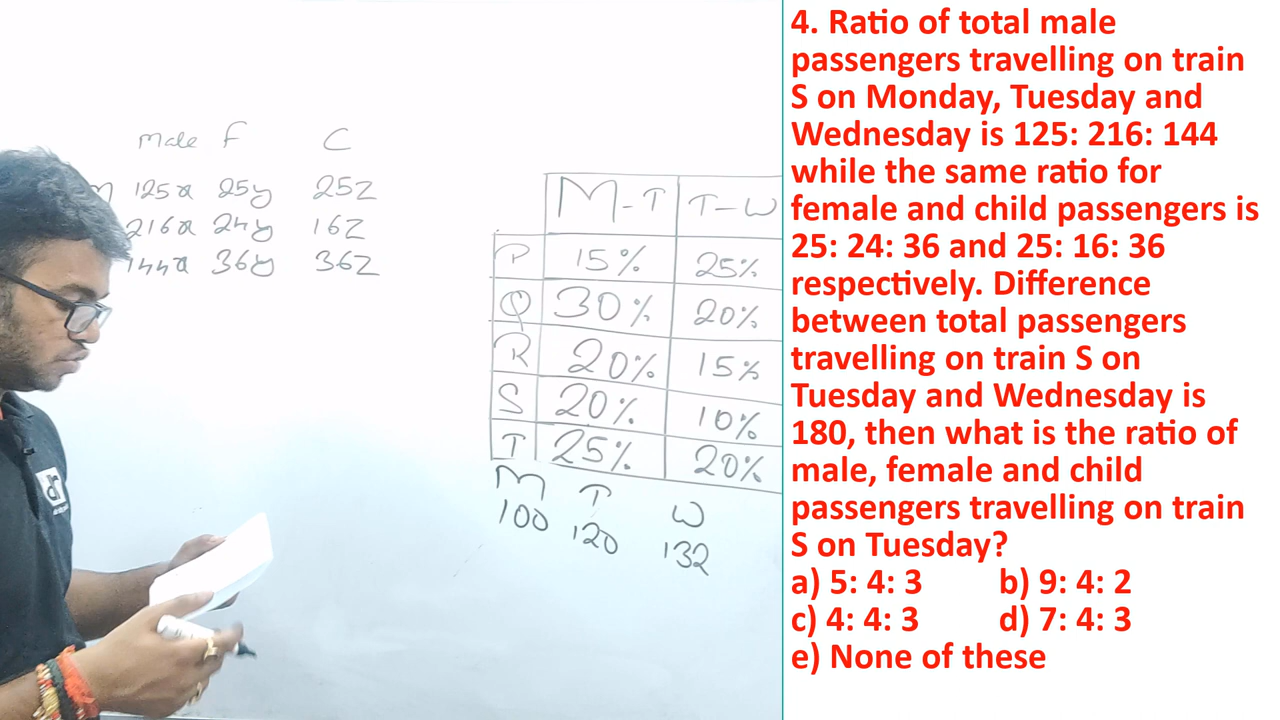 Male F C
M 125x 25y 25z
216x 24y 16z
144x 36y 36z
M-T T-W
P 15% 25%
Q 30% 20%
R 20% 15%
S 20% 10%
T 25% 20%
M T W
100 120 132
4. Ratio of total male
passengers travelling on train
S on Monday, Tuesday and
Wednesday is 125: 216: 144
while the same ratio for
female and child passengers is
25: 24: 36 and 25: 16: 36
respectively. Difference
between total passengers
travelling on train S on
Tuesday and Wednesday is
180, then what is the ratio of
male, female and child
passengers travelling on train
S on Tuesday?
a) 5: 4: 3 b) 9: 4: 2
c) 4: 4: 3 d) 7: 4: 3
e) None of these